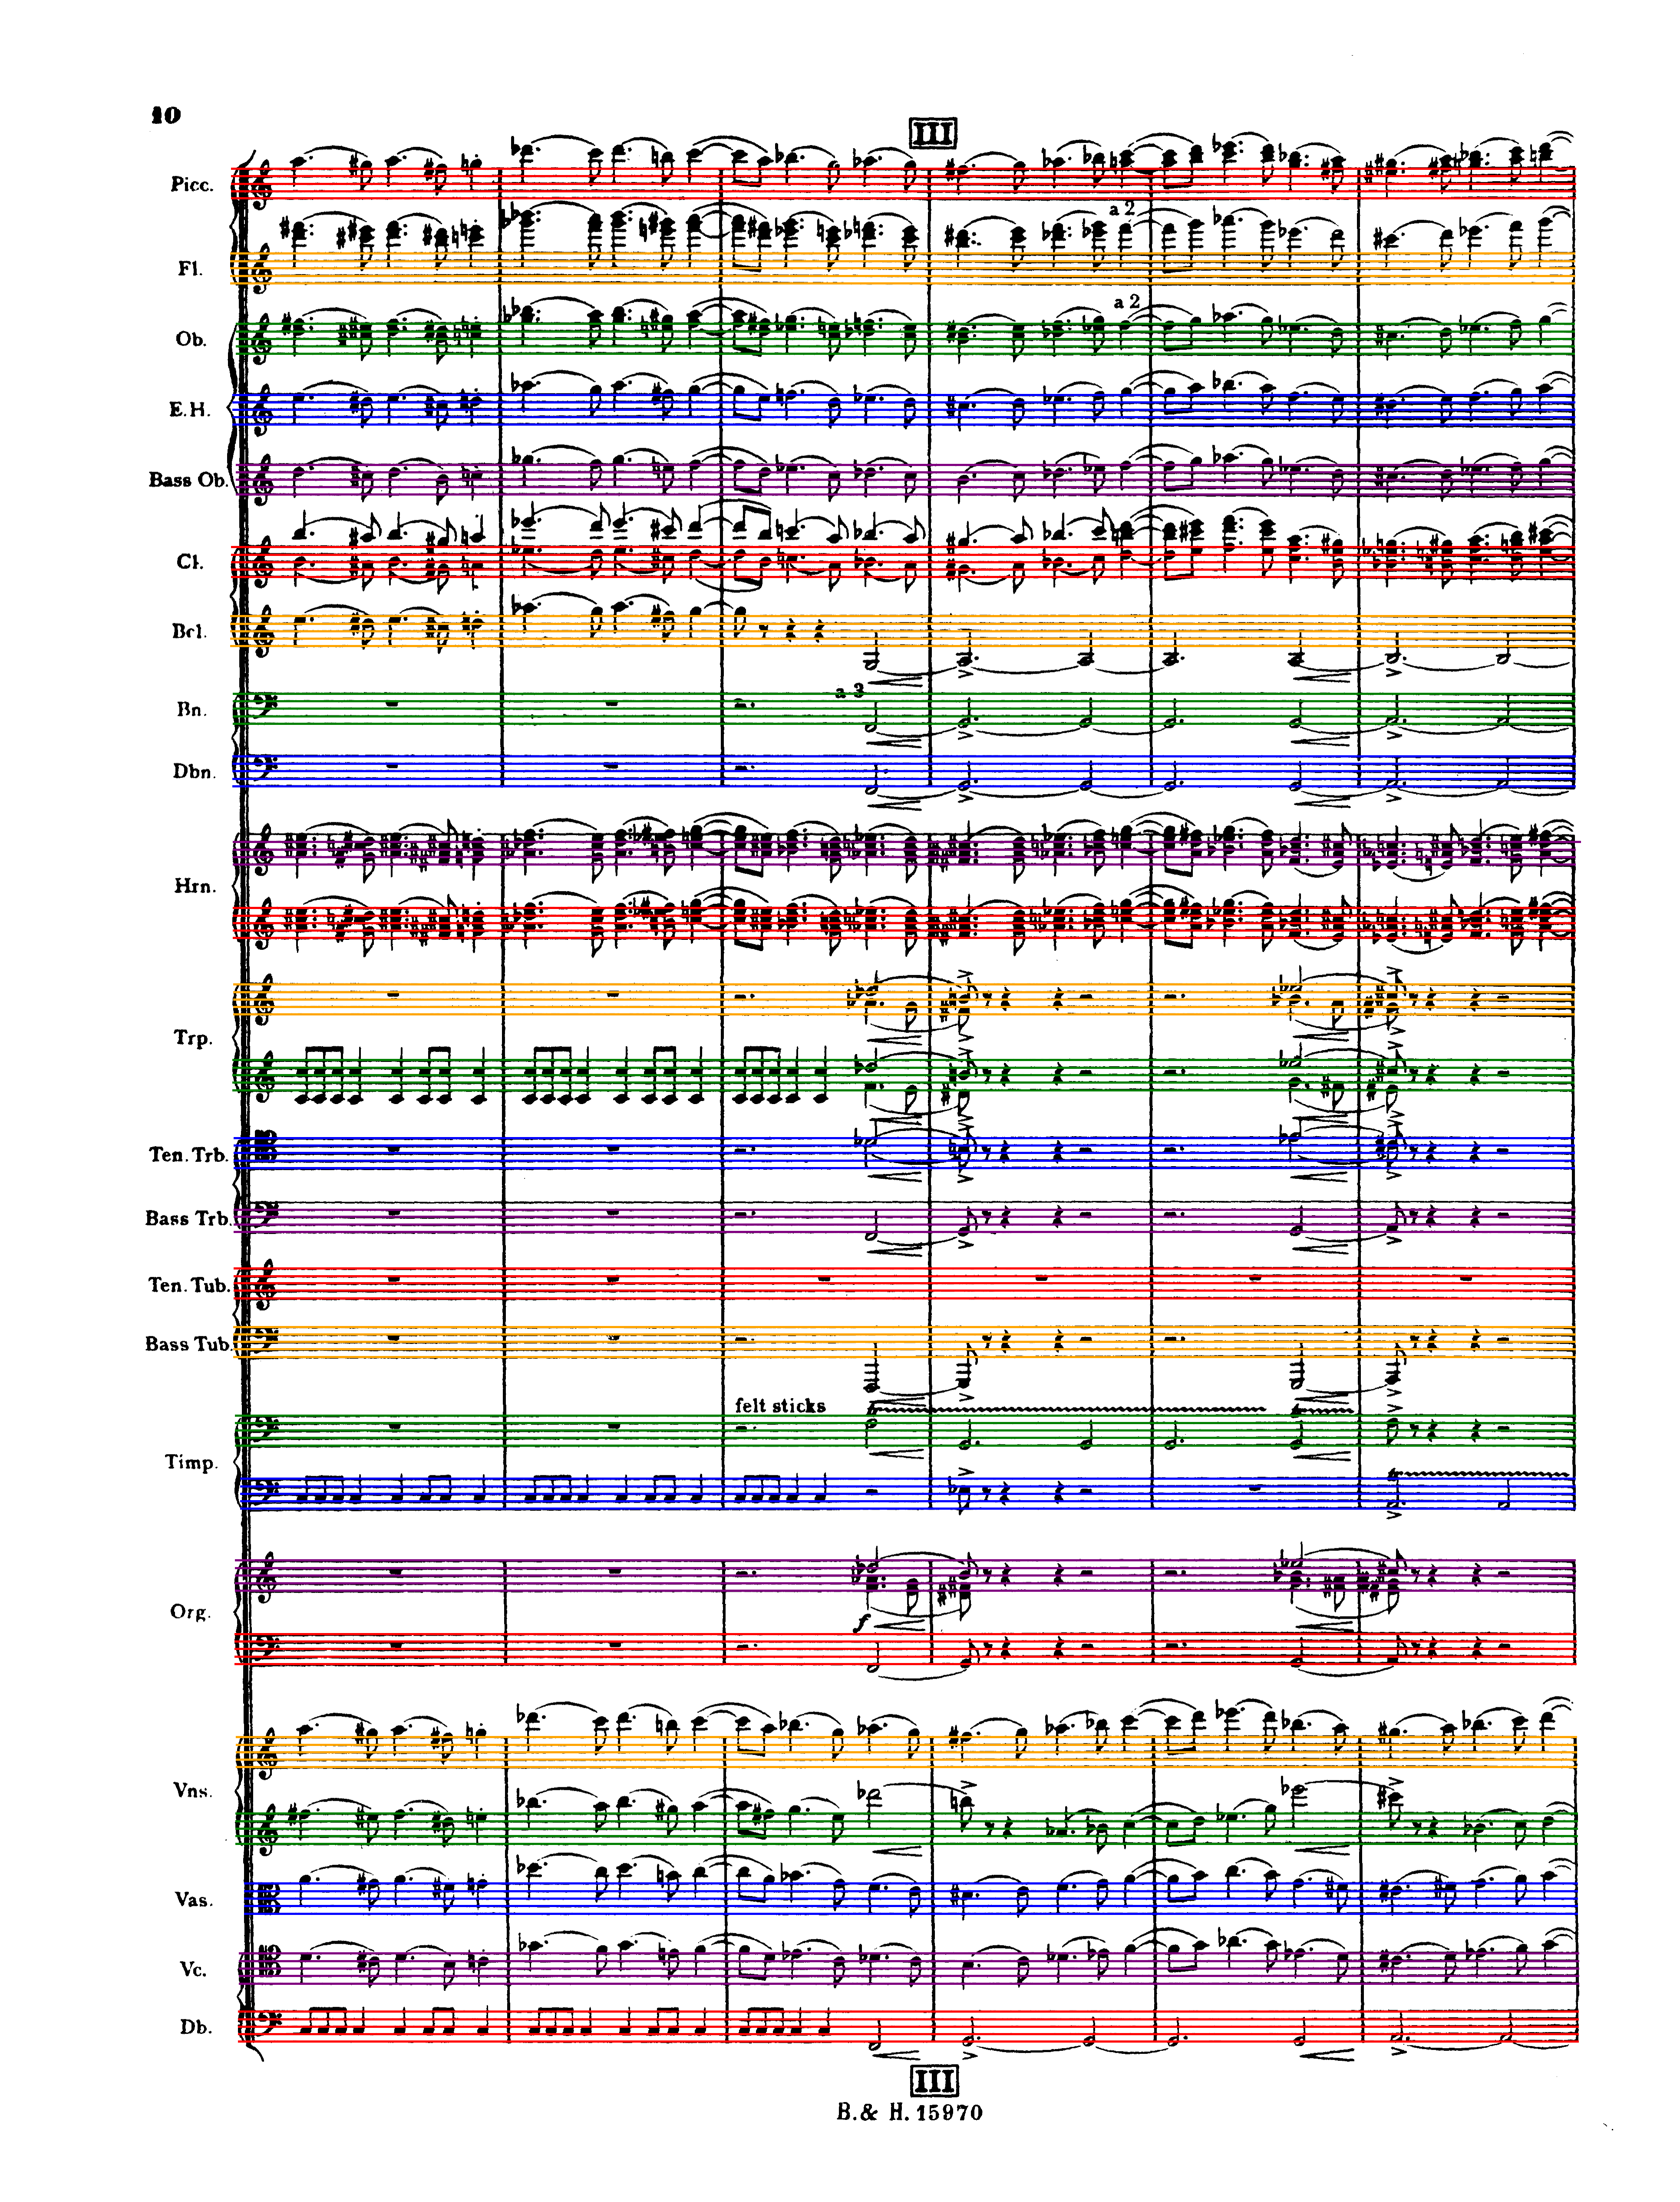 10
III
Picc.
a 2
Fl.
a 2
Ob.
E.H.
Bass Ob.
Cl.
Bcl.
a 3
Bn.
Dbn.
Hrn.
Trp.
Ten. Trb.
Bass Trb.
Ten. Tub.
Bass Tub.
felt sticks
Timp.
Org.
f
Vns.
Vas.
Vc.
Db.
III
B. & H. 15970